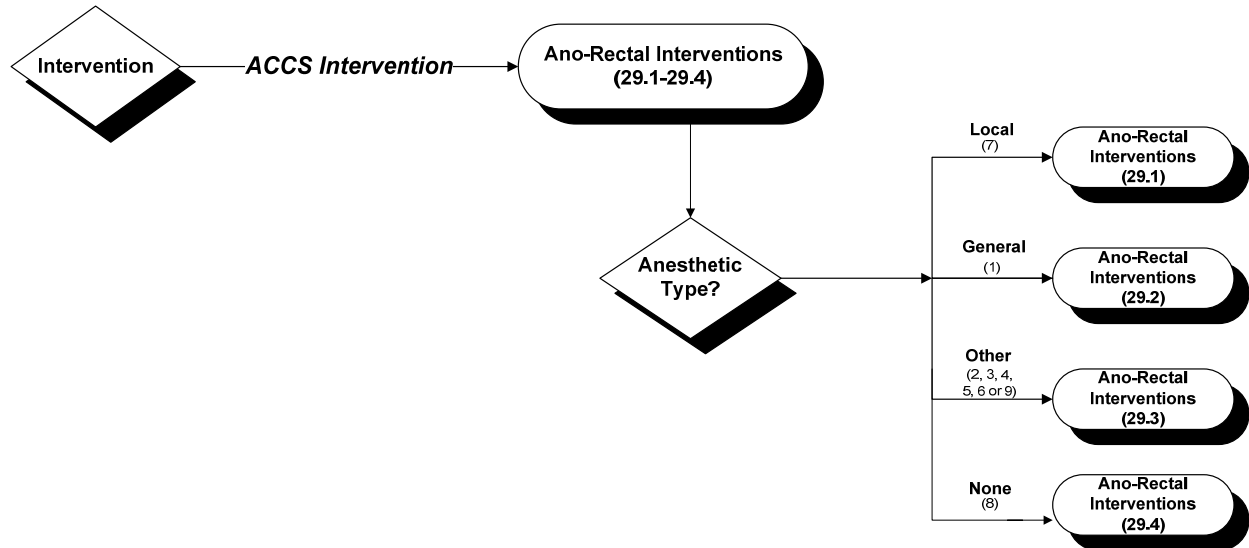 Intervention
ACCS Intervention
Ano-Rectal Interventions
(29.1-29.4)
Anesthetic
Type?
Local
(7)
Ano-Rectal
Interventions
(29.1)
General
(1)
Ano-Rectal
Interventions
(29.2)
Other
(2, 3, 4,
5, 6 or 9)
Ano-Rectal
Interventions
(29.3)
None
(8)
Ano-Rectal
Interventions
(29.4)